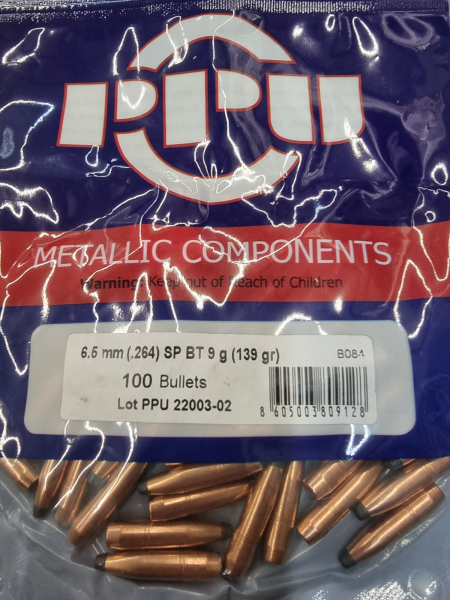 PPU
METALLIC COMPONENTS
Warning: Keep out of Reach of Children
6.5 mm (.264) SP BT 9 g (139 gr)
B084
100 Bullets
Lot PPU 22003-02
8 605003 809128